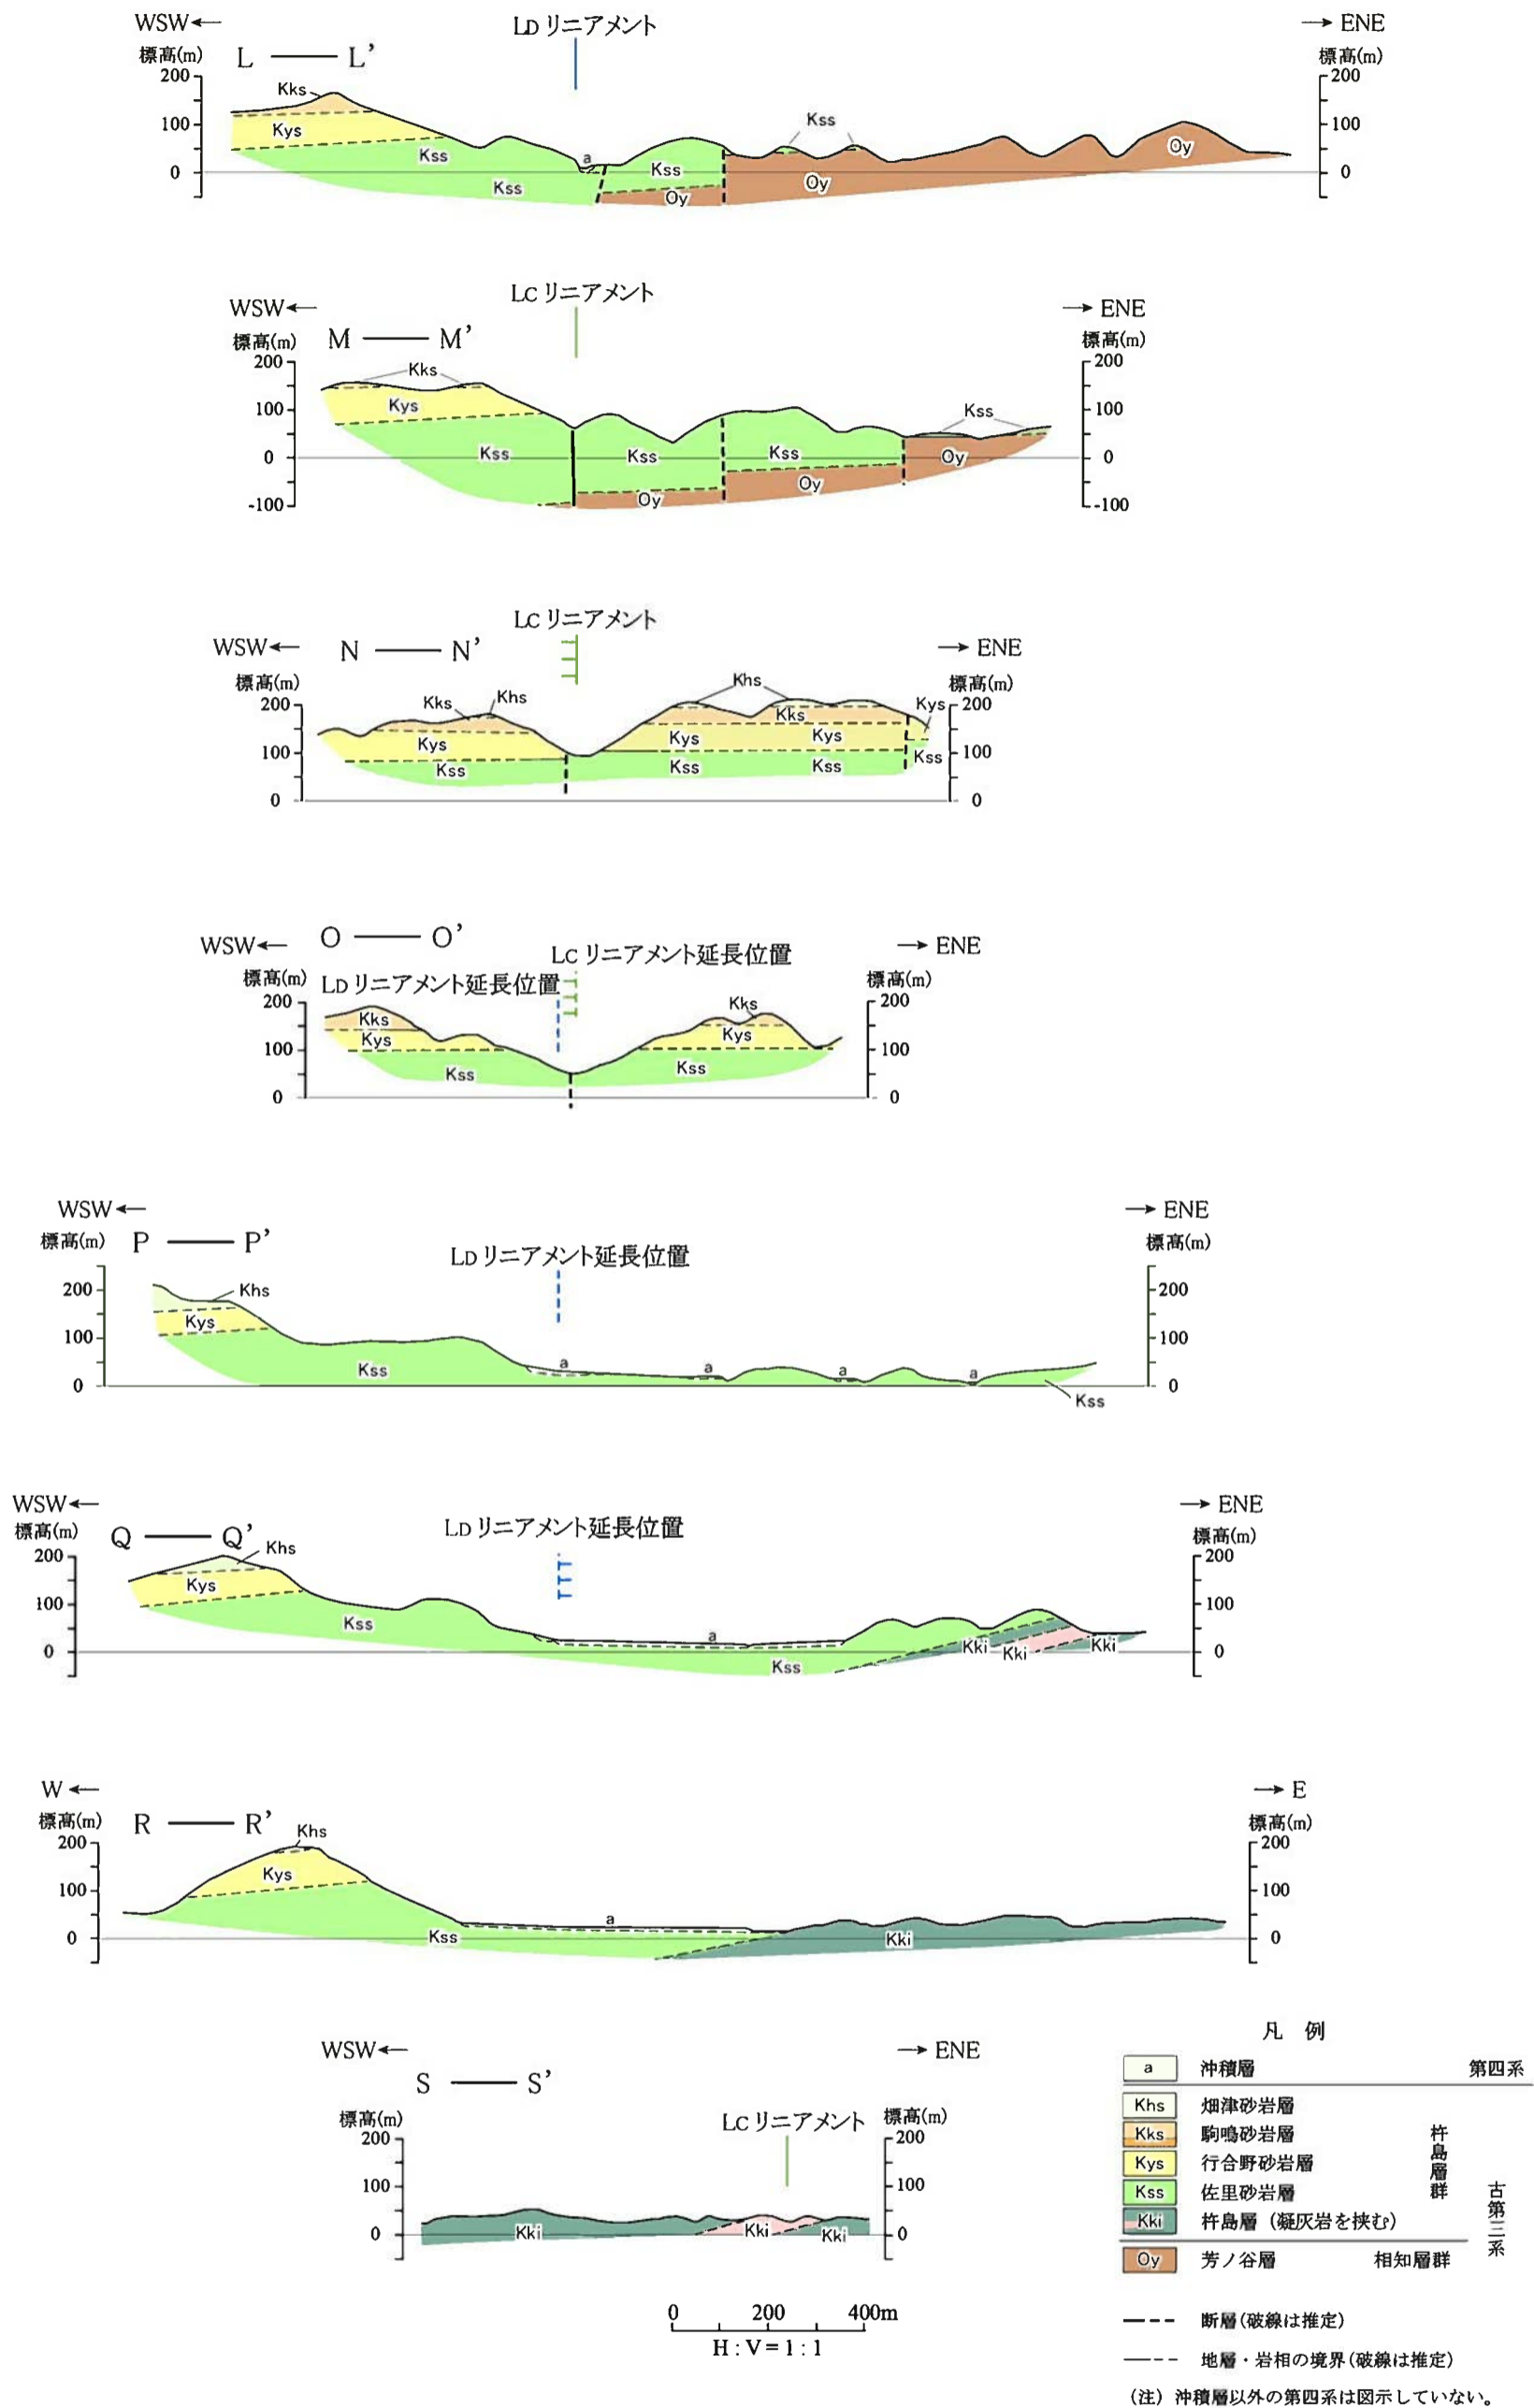 WSW← LD リニアメント → ENE
標高(m) L —— L’ 標高(m)
200 Kks 200
100 Kys Kss 100
Kss a Kss Oy
0 Kss Oy Oy 0
LC リニアメント
WSW← → ENE
標高(m) M —— M’ 標高(m)
200 Kks 200
100 Kys Kss 100
0 Kss Kss Kss Oy 0
-100 Oy Oy -100
LC リニアメント
WSW← N —— N’ → ENE
標高(m) Khs 標高(m)
200 Kks Khs Kks Kys 200
100 Kys Kys Kys 100
Kss Kss Kss Kss
0 0
WSW← O —— O’ → ENE
LC リニアメント延長位置
標高(m) LD リニアメント延長位置 標高(m)
200 Kks Kks 200
100 Kys Kys 100
Kss Kss
0 0
WSW← → ENE
標高(m) P —— P’ 標高(m)
LD リニアメント延長位置
200 Khs 200
Kys
100 100
Kss a a a a
0 0
Kss
WSW← → ENE
標高(m) Q —— Q’ LD リニアメント延長位置 標高(m)
200 Khs 200
Kys
100 100
Kss a
0 Kss Kki Kki Kki 0
W ← → E
標高(m) R —— R’ 標高(m)
200 Khs 200
Kys
100 100
a
0 Kss Kki 0
WSW← → ENE
S —— S’
標高(m) LC リニアメント 標高(m)
200 200
100 100
0 Kki Kki Kki 0
0 200 400m
H : V = 1 : 1
凡 例
a 沖積層 第四系
Khs 畑津砂岩層
Kks 駒鳴砂岩層
Kys 行合野砂岩層
Kss 佐里砂岩層
Kki 杵島層（凝灰岩を挟む）
杵島層群
Oy 芳ノ谷層 相知層群
古第三系
断層(破線は推定)
地層・岩相の境界(破線は推定)
（注）沖積層以外の第四系は図示していない。